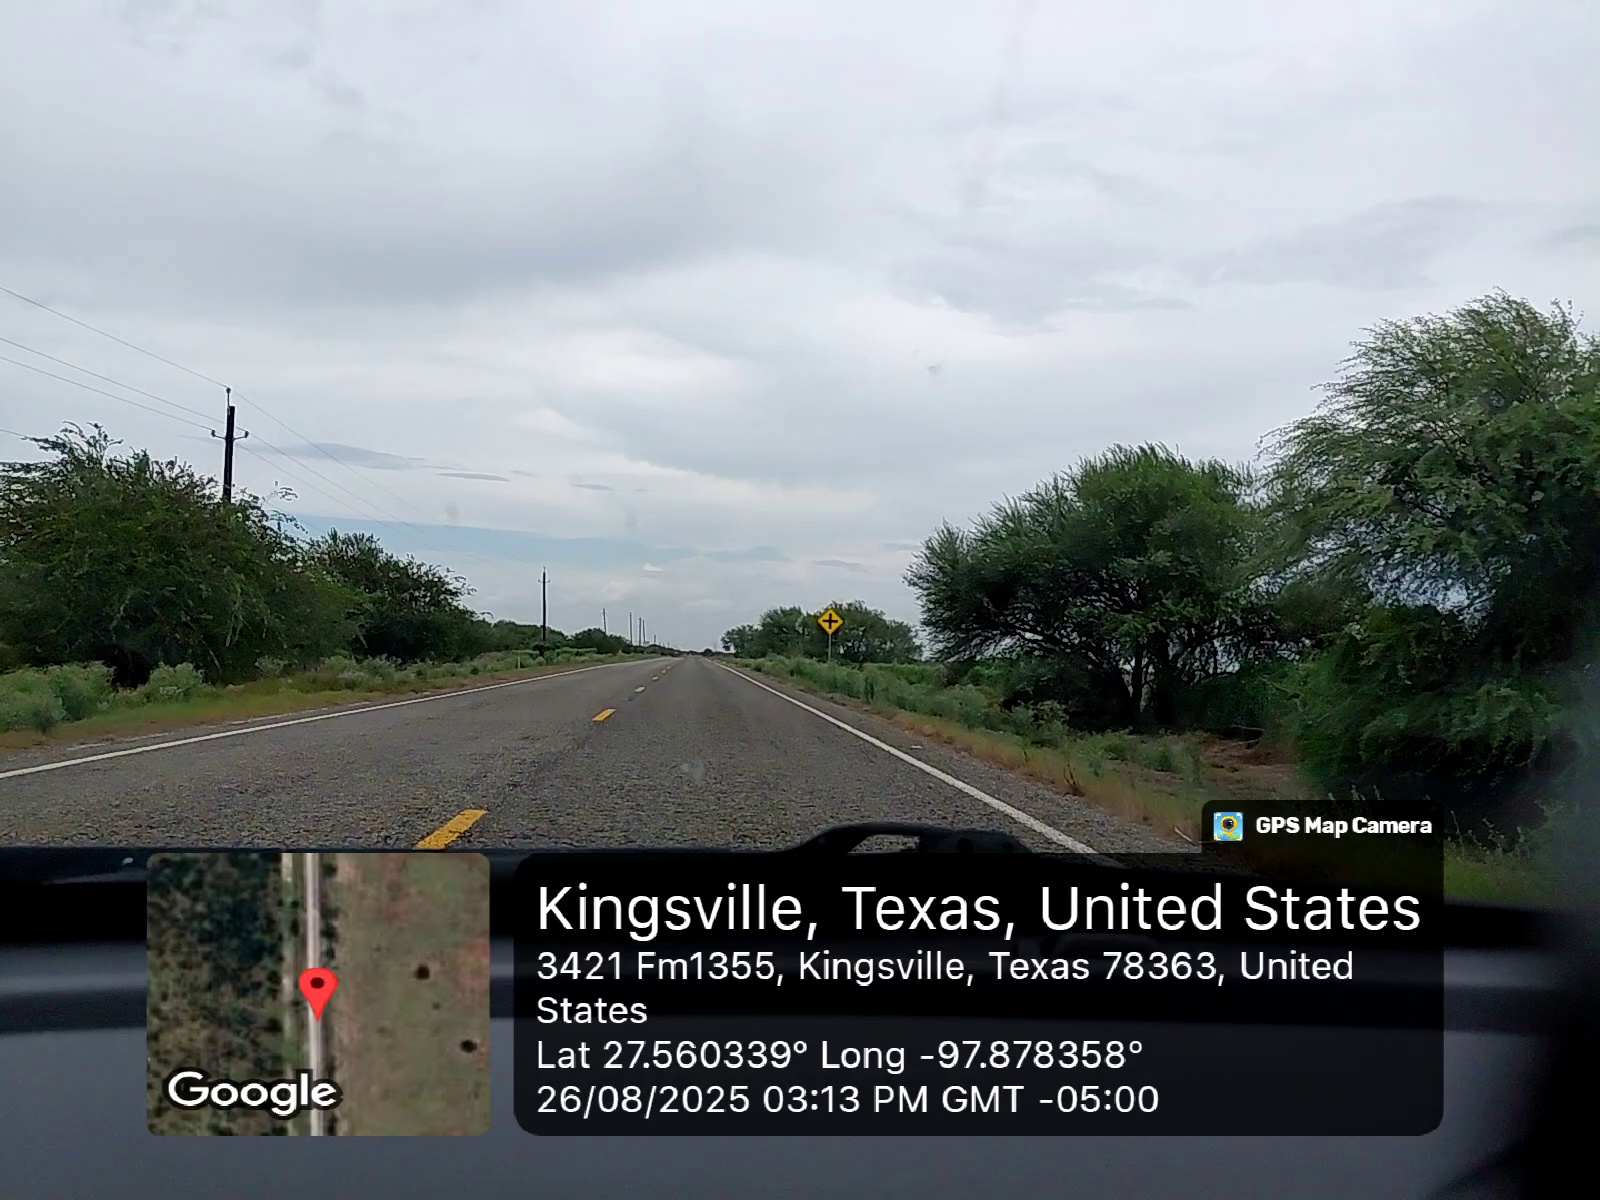 GPS Map Camera
Kingsville, Texas, United States
3421 Fm1355, Kingsville, Texas 78363, United
States
Lat 27.560339° Long -97.878358°
26/08/2025 03:13 PM GMT -05:00
Google